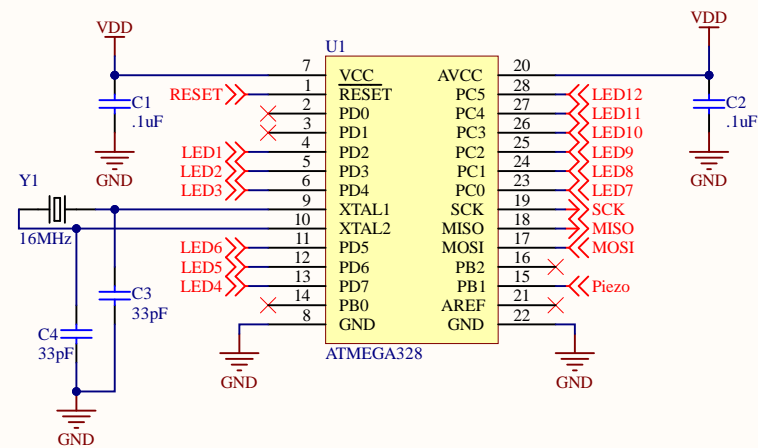 VDD
VDD
U1
7 VCC AVCC 20
RESET 1 RESET PC5 28 LED12
2 PD0 PC4 27 LED11
3 PD1 PC3 26 LED10
LED1 4 PD2 PC2 25 LED9
LED2 5 PD3 PC1 24 LED8
LED3 6 PD4 PC0 23 LED7
9 XTAL1 SCK 19 SCK
10 XTAL2 MISO 18 MISO
LED6 11 PD5 MOSI 17 MOSI
LED5 12 PD6 PB2 16
LED4 13 PD7 PB1 15 Piezo
14 PB0 AREF 21
8 GND GND 22
ATMEGA328
C1
.1uF
GND
C2
.1uF
GND
Y1
16MHz
C3
33pF
C4
33pF
GND
GND
GND